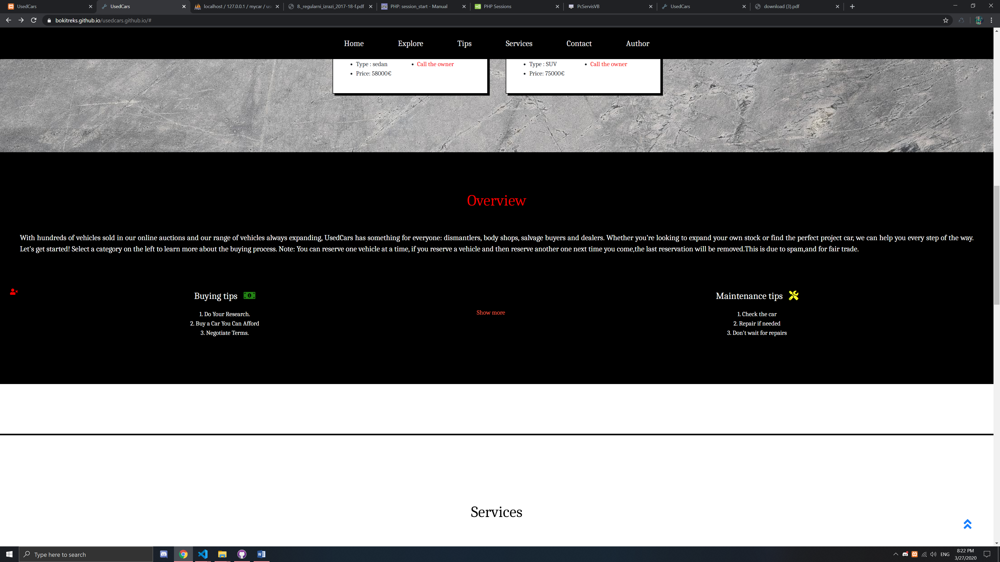 UsedCars
UsedCars
localhost / 127.0.0.1 / mycar / us
8._regularni_izrazi_2017-18-f.pdf
PHP: session_start - Manual
PHP Sessions
PcServisVB
UsedCars
download (3).pdf
bokitreks.github.io/usedcars.github.io/#
Home Explore Tips Services Contact Author
• Type : sedan • Call the owner
• Price: 58000€
• Type : SUV • Call the owner
• Price: 75000€
Overview
With hundreds of vehicles sold in our online auctions and our range of vehicles always expanding, UsedCars has something for everyone: dismantlers, body shops, salvage buyers and dealers. Whether you’re looking to expand your own stock or find the perfect project car, we can help you every step of the way.
Let's get started! Select a category on the left to learn more about the buying process. Note: You can reserve one vehicle at a time, if you reserve a vehicle and then reserve another one next time you come,the last reservation will be removed.This is due to spam,and for fair trade.
Buying tips
1. Do Your Research.
2. Buy a Car You Can Afford
3. Negotiate Terms.
Show more
Maintenance tips
1. Check the car
2. Repair if needed
3. Don't wait for repairs
Services
Type here to search
ENG
8:22 PM
3/27/2020